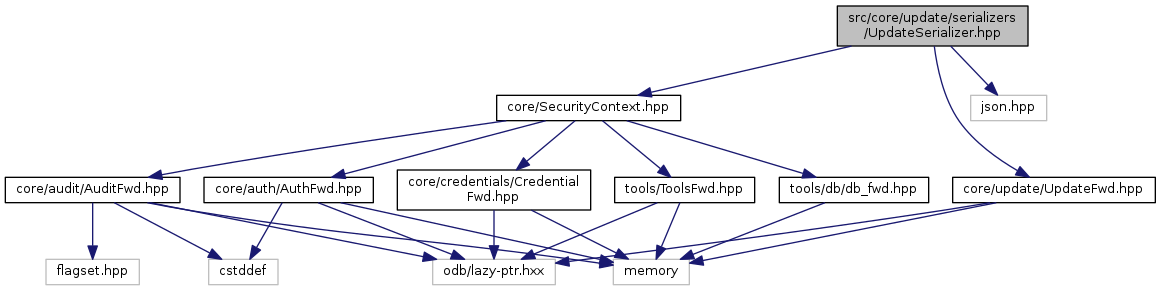 src/core/update/serializers
/UpdateSerializer.hpp
core/SecurityContext.hpp
json.hpp
core/audit/AuditFwd.hpp
core/auth/AuthFwd.hpp
core/credentials/Credential
Fwd.hpp
tools/ToolsFwd.hpp
tools/db/db_fwd.hpp
core/update/UpdateFwd.hpp
flagset.hpp
cstddef
odb/lazy-ptr.hxx
memory